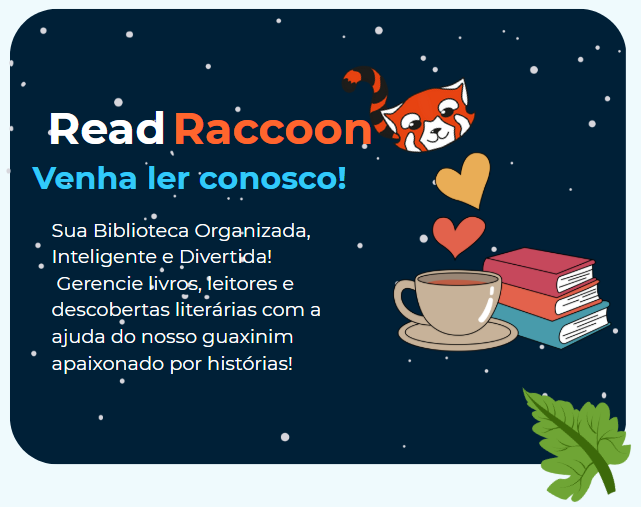 Read Raccoon
Venha ler conosco!
Sua Biblioteca Organizada,
Inteligente e Divertida!
Gerencie livros, leitores e
descobertas literárias com a
ajuda do nosso guaxinim
apaixonado por histórias!